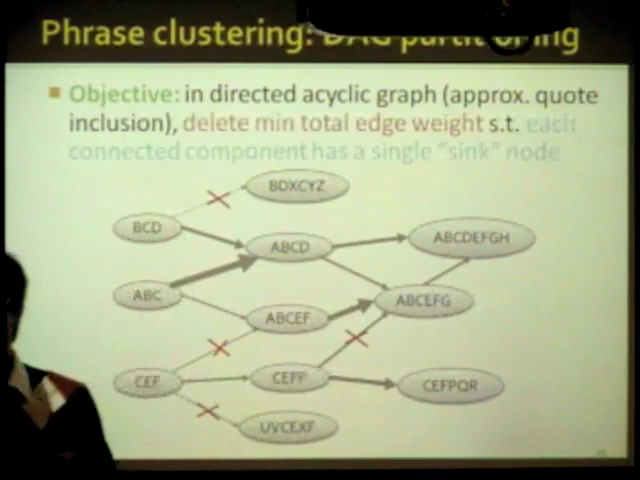 Phrase clustering: DAG partitioning
Objective: in directed acyclic graph (approx. quote
inclusion), delete min total edge weight s.t. each
connected component has a single "sink" node
BDXCYZ
BCD
ABCD
ABCDEFGH
ABC
ABCEFG
ABCEF
CEF
CEFP
CEFPQR
UVCEXF